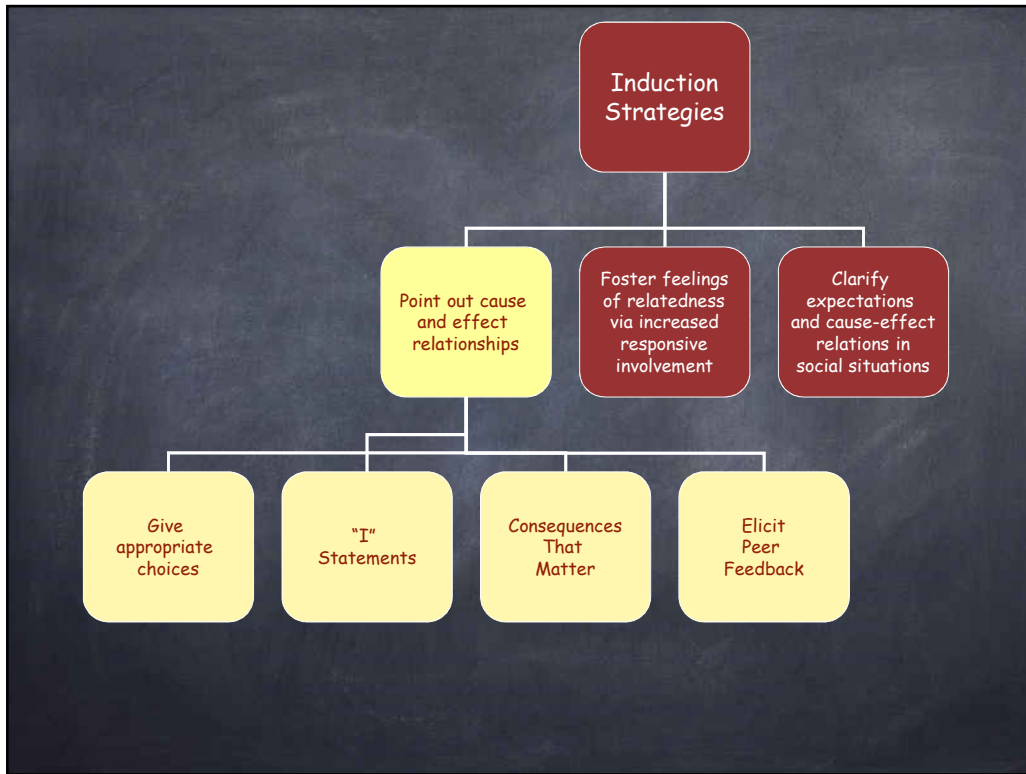 Induction
Strategies
Point out cause
and effect
relationships
Foster feelings
of relatedness
via increased
responsive
involvement
Clarify
expectations
and cause-effect
relations in
social situations
Give
appropriate
choices
“I”
Statements
Consequences
That
Matter
Elicit
Peer
Feedback